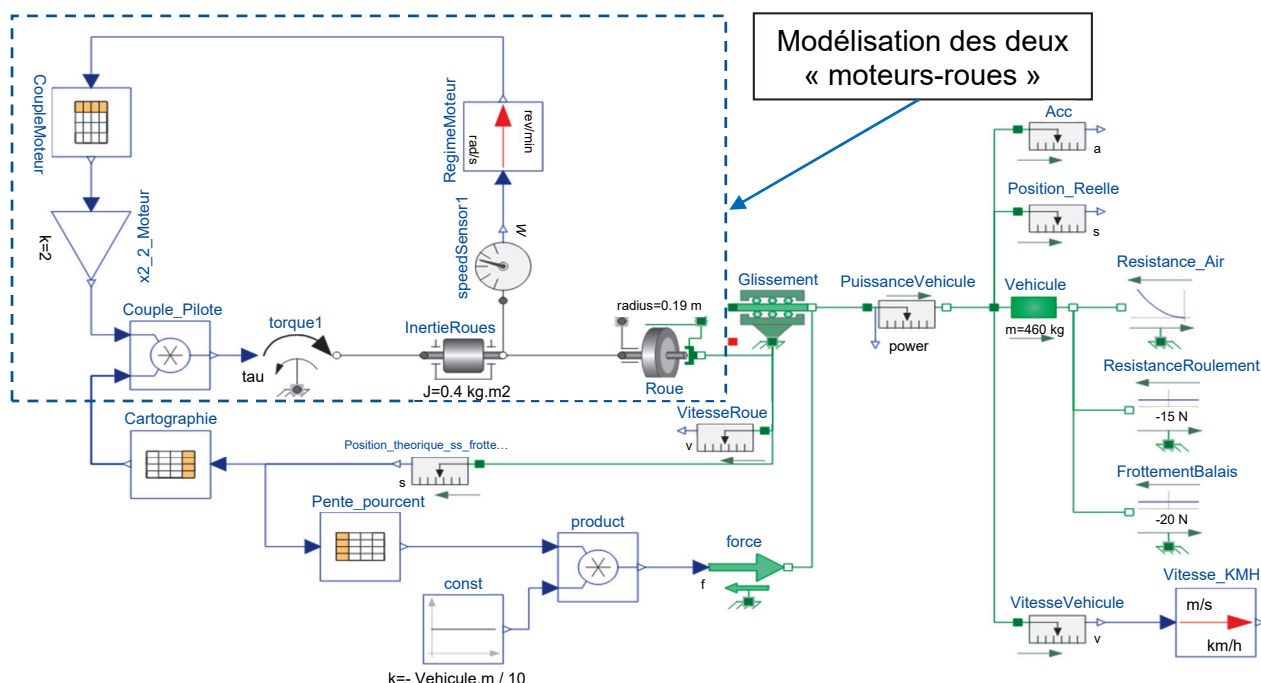 Modélisation des deux
« moteurs-roues »
CoupleMoteur
RegimeMoteur
rev/min
rad/s
Acc
a
Position_Reelle
s
k=2
x2_2_Moteur
speedSensor1
w
Glissement
PuissanceVehicule
power
Vehicule
m=460 kg
Resistance_Air
Couple_Pilote
torque1
tau
InertieRoues
J=0.4 kg.m2
radius=0.19 m
Roue
ResistanceRoulement
-15 N
Cartographie
VitesseRoue
v
Position_theorique_ss_frotte...
s
FrottementBalais
-20 N
Pente_pourcent
product
force
f
const
k=- Vehicule.m / 10
VitesseVehicule
v
Vitesse_KMH
m/s
km/h